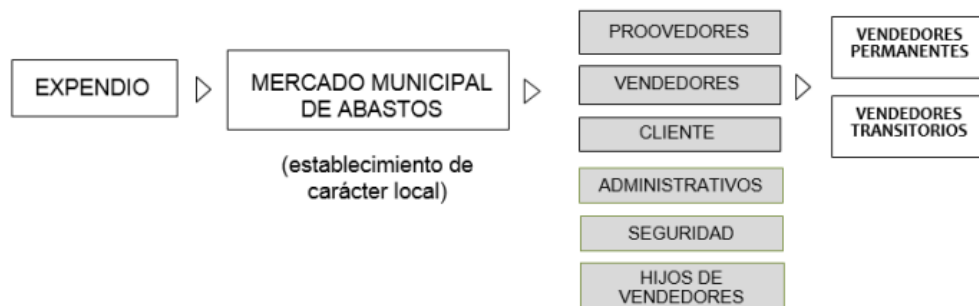 EXPENDIO
MERCADO MUNICIPAL
DE ABASTOS
(establecimiento de
carácter local)
PROOVEDORES
VENDEDORES
CLIENTE
ADMINISTRATIVOS
SEGURIDAD
HIJOS DE
VENDEDORES
VENDEDORES
PERMANENTES
VENDEDORES
TRANSITORIOS